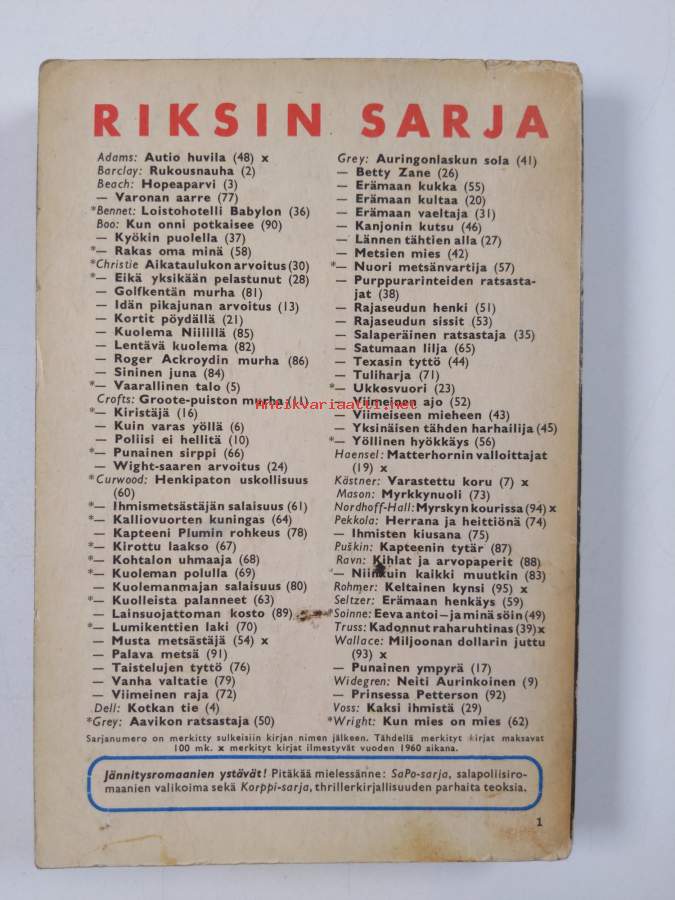 RIKSIN SARJA
Adams: Autio huvila (48) x
Barclay: Rukousnauha (2)
Beach: Hopeaparvi (3)
— Varonan aarre (77)
*Bennet: Loistohotelli Babylon (36)
Boo: Kun onni potkaisee (90)
— Kyökin puolella (37)
*— Rakas oma minä (58)
*Christie Aikataulukon arvoitus (30)
*— Eikä yksikään pelastunut (28)
— Golfkentän murha (81)
— Idän pikajunan arvoitus (13)
— Kortit pöydällä (21)
— Kuolema Niilillä (85)
— Lentävä kuolema (82)
— Roger Ackroydin murha (86)
— Sininen juna (84)
*— Vaarallinen talo (5)
Crofts: Groote-puiston murha (11)
*— Kiristäjä (16)
— Kuin varas yöllä (6)
— Poliisi ei hellitä (10)
*— Punainen sirppi (66)
— Wight-saaren arvoitus (24)
*Curwood: Henkipaton uskollisuus
(60)
*— Ihmismetsästäjän salaisuus (61)
*— Kalliovuorten kuningas (64)
— Kapteeni Plumin rohkeus (78)
*— Kirottu laakso (67)
*— Kohtalon uhmaaja (68)
*— Kuoleman polulla (69)
— Kuolemanmajan salaisuus (80)
*— Kuolleista palanneet (63)
— Lainsuojattoman kosto (89)
*— Lumikenttien laki (70)
— Musta metsästäjä (54) x
— Palava metsä (91)
— Taistelujen tyttö (76)
— Vanha valtatie (79)
— Viimeinen raja (72)
Dell: Kotkan tie (4)
*Grey: Aavikon ratsastaja (50)
Grey: Auringonlaskun sola (41)
— Betty Zane (26)
— Erämaan kukka (55)
— Erämaan kultaa (20)
— Erämaan vaeltaja (31)
— Kanjonin kutsu (46)
— Lännen tähtien alla (27)
— Metsien mies (42)
*— Nuori metsänvartija (57)
— Purppurarinteiden ratsasta-
jat (38)
— Rajaseudun henki (51)
— Rajaseudun sissit (53)
— Salaperäinen ratsastaja (35)
— Satumaan lilja (65)
— Texasin tyttö (44)
— Tuliharja (71)
*— Ukkosvuori (23)
— Viimeinen ajo (52)
— Viimeiseen mieheen (43)
— Yksinäisen tähden harhailija (45)
*— Yöllinen hyökkäys (56)
Haensel: Matterhornin valloittajat
(19) x
Kästner: Varastettu koru (7) x
Mason: Myrkkynuoli (73)
Nordhoff-Hall: Myrskyn kourissa (94) x
Pekkola: Herrana ja heittiönä (74)
— Ihmisten kiusana (75)
Puškin: Kapteenin tytär (87)
Ravn: Kihlat ja arvopaperit (88)
— Niinkuin kaikki muutkin (83)
Rohmer: Keltainen kynsi (95) x
Seltzer: Erämaan henkäys (59)
*Soinne: Eeva antoi — ja minä söin (49)
Truss: Kadonnut raharuhtinas (39) x
Wallace: Miljoonan dollarin juttu
(93) x
— Punainen ympyrä (17)
Widegren: Neiti Aurinkoinen (9)
— Prinsessa Petterson (92)
Voss: Kaksi ihmistä (29)
*Wright: Kun mies on mies (62)
Sarjanumero on merkitty sulkeisiin kirjan nimen jälkeen. Tähdellä merkityt kirjat maksavat
100 mk. x merkityt kirjat ilmestyvät vuoden 1960 aikana.
Jännitysromaanien ystävät! Pitäkää mielessänne: SaPo-sarja, salapoliisiro-
maanien valikoima sekä Korppi-sarja, thrillerkirjallisuuden parhaita teoksia.
1
Antikvariaatti.net